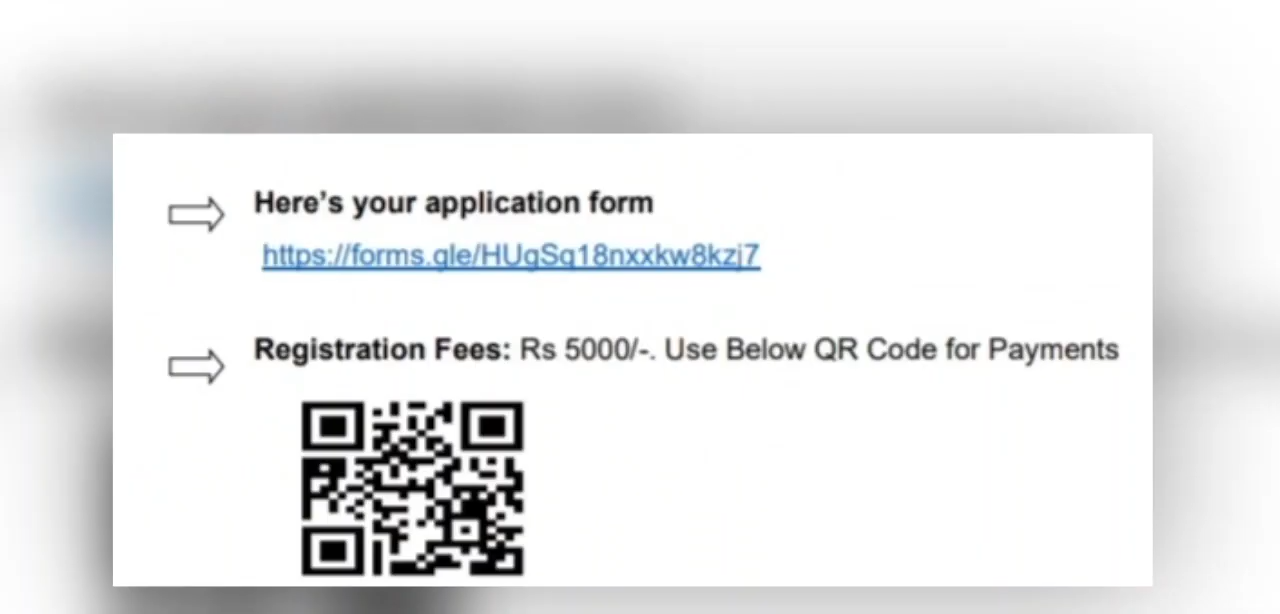 Here's your application form
https://forms.gle/HUgSq18nxxkw8kzj7
Registration Fees: Rs 5000/-. Use Below QR Code for Payments